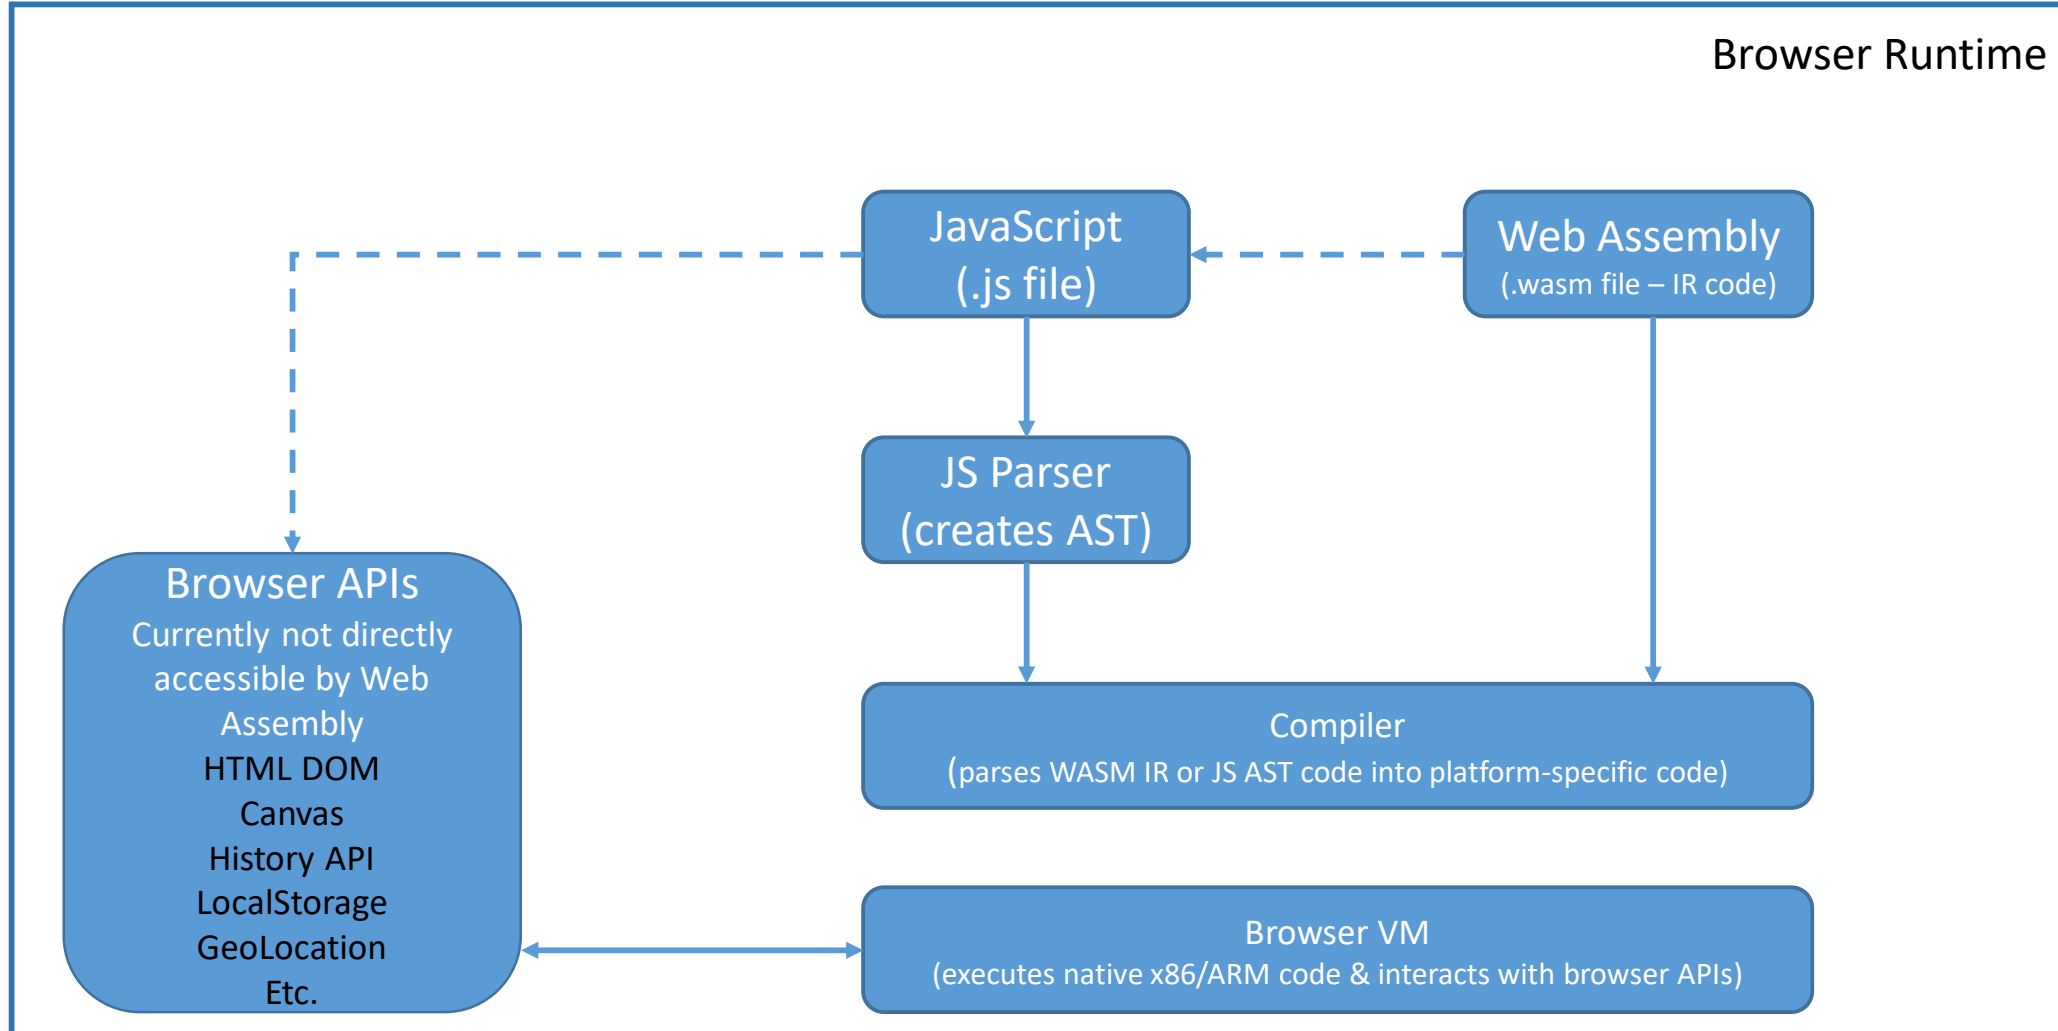 Browser Runtime
JavaScript
(.js file)
Web Assembly
(.wasm file – IR code)
JS Parser
(creates AST)
Browser APIs
Currently not directly
accessible by Web
Assembly
HTML DOM
Canvas
History API
LocalStorage
GeoLocation
Etc.
Compiler
(parses WASM IR or JS AST code into platform-specific code)
Browser VM
(executes native x86/ARM code & interacts with browser APIs)